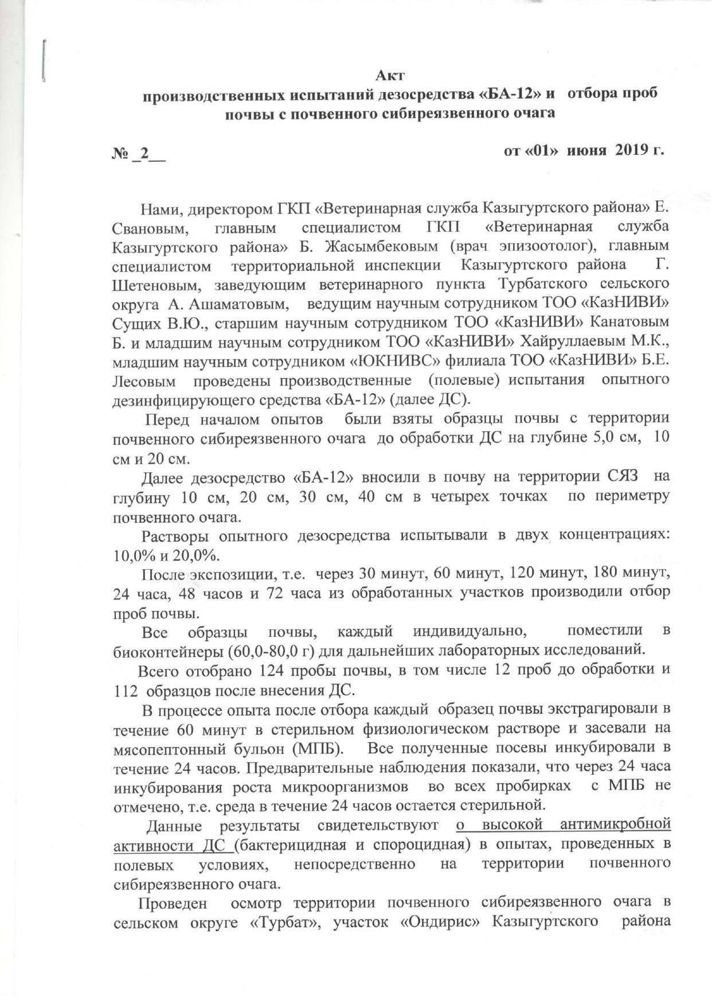 Акт
производственных испытаний дезосредства «БА-12» и отбора проб
почвы с почвенного сибиреязвенного очага
№ _2__ от «01» июня 2019 г.
Нами, директором ГКП «Ветеринарная служба Казыгуртского района» Е.
Свановым, главным специалистом ГКП «Ветеринарная служба
Казыгуртского района» Б. Жасымбековым (врач эпизоотолог), главным
специалистом территориальной инспекции Казыгуртского района Г.
Шетеновым, заведующим ветеринарного пункта Турбатского сельского
округа А. Ашаматовым, ведущим научным сотрудником ТОО «КазНИВИ»
Сущих В.Ю., старшим научным сотрудником ТОО «КазНИВИ» Канатовым
Б. и младшим научным сотрудником ТОО «КазНИВИ» Хайруллаевым М.К.,
младшим научным сотрудником «ЮКНИВС» филиала ТОО «КазНИВИ» Б.Е.
Лесовым проведены производственные (полевые) испытания опытного
дезинфицирующего средства «БА-12» (далее ДС).
Перед началом опытов были взяты образцы почвы с территории
почвенного сибиреязвенного очага до обработки ДС на глубине 5,0 см, 10
см и 20 см.
Далее дезосредство «БА-12» вносили в почву на территории СЯЗ на
глубину 10 см, 20 см, 30 см, 40 см в четырех точках по периметру
почвенного очага.
Растворы опытного дезосредства испытывали в двух концентрациях:
10,0% и 20,0%.
После экспозиции, т.е. через 30 минут, 60 минут, 120 минут, 180 минут,
24 часа, 48 часов и 72 часа из обработанных участков производили отбор
проб почвы.
Все образцы почвы, каждый индивидуально, поместили в
биоконтейнеры (60,0-80,0 г) для дальнейших лабораторных исследований.
Всего отобрано 124 пробы почвы, в том числе 12 проб до обработки и
112 образцов после внесения ДС.
В процессе опыта после отбора каждый образец почвы экстрагировали в
течение 60 минут в стерильном физиологическом растворе и засевали на
мясопептонный бульон (МПБ). Все полученные посевы инкубировали в
течение 24 часов. Предварительные наблюдения показали, что через 24 часа
инкубирования роста микроорганизмов во всех пробирках с МПБ не
отмечено, т.е. среда в течение 24 часов остается стерильной.
Данные результаты свидетельствуют о высокой антимикробной
активности ДС (бактерицидная и спороцидная) в опытах, проведенных в
полевых условиях, непосредственно на территории почвенного
сибиреязвенного очага.
Проведен осмотр территории почвенного сибиреязвенного очага в
сельском округе «Турбат», участок «Ондирис» Казыгуртского района